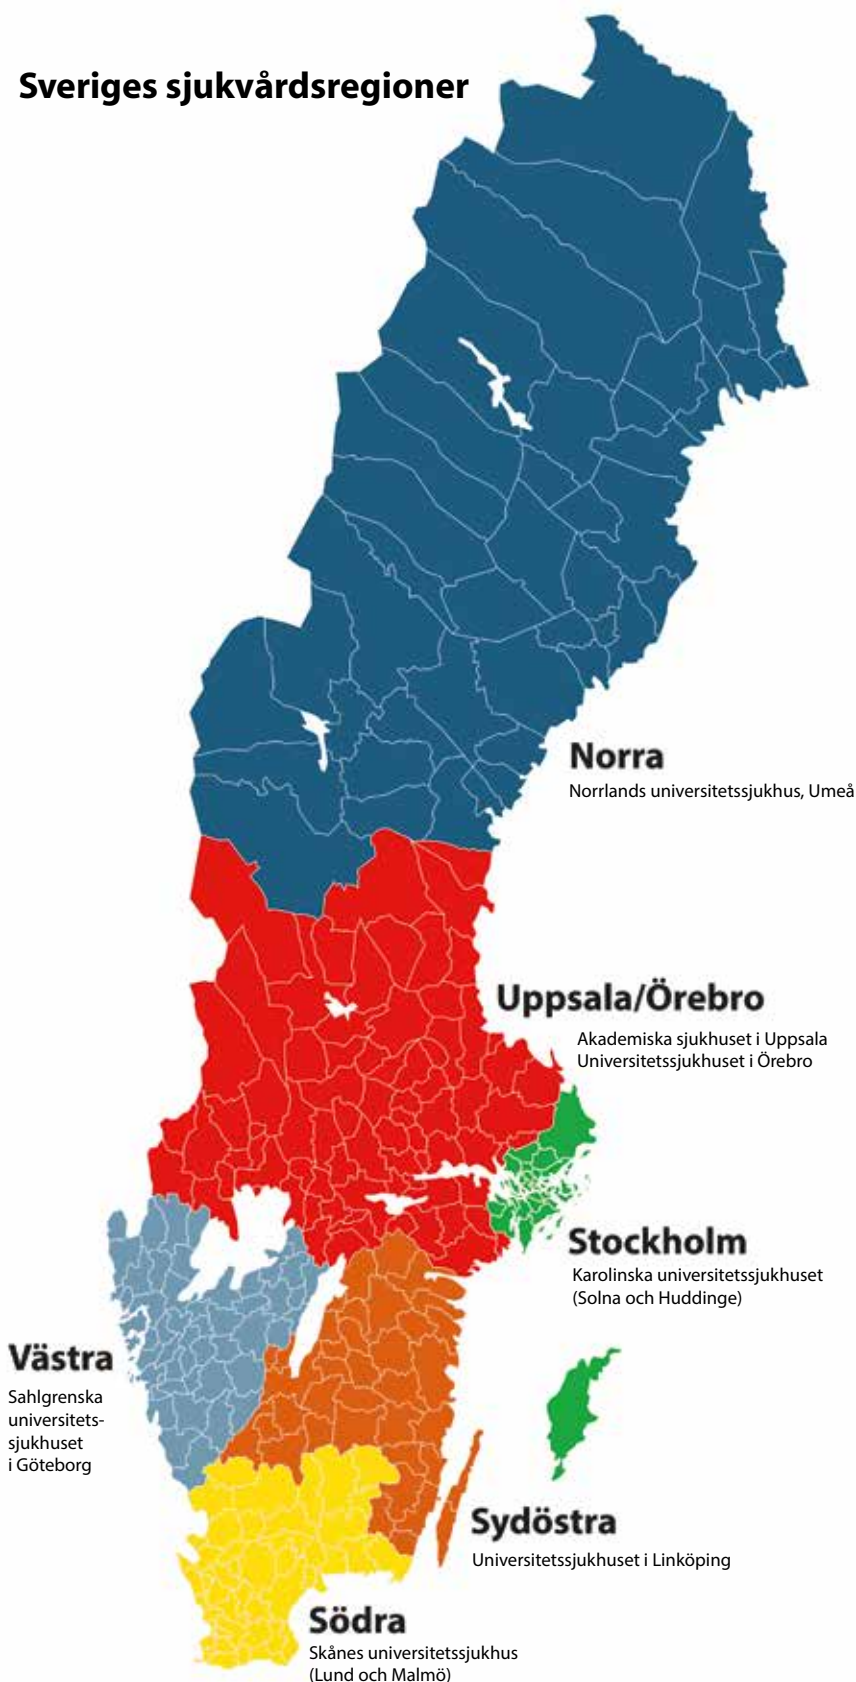 Sveriges sjukvårdsregioner
Norra
Norrlands universitetssjukhus, Umeå
Uppsala/Örebro
Akademiska sjukhuset i Uppsala
Universitetssjukhuset i Örebro
Stockholm
Karolinska universitetssjukhuset
(Solna och Huddinge)
Västra
Sahlgrenska
universitets-
sjukhuset
i Göteborg
Sydöstra
Universitetssjukhuset i Linköping
Södra
Skånes universitetssjukhus
(Lund och Malmö)